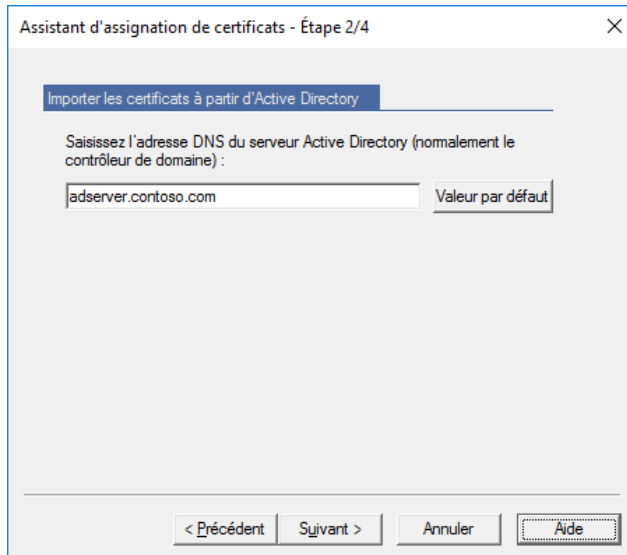 Assistant d'assignation de certificats - Étape 2/4
Importer les certificats à partir d'Active Directory
Saisissez l'adresse DNS du serveur Active Directory (normalement le
contrôleur de domaine) :
adserver.contoso.com
Valeur par défaut
< Précédent
Suivant >
Annuler
Aide